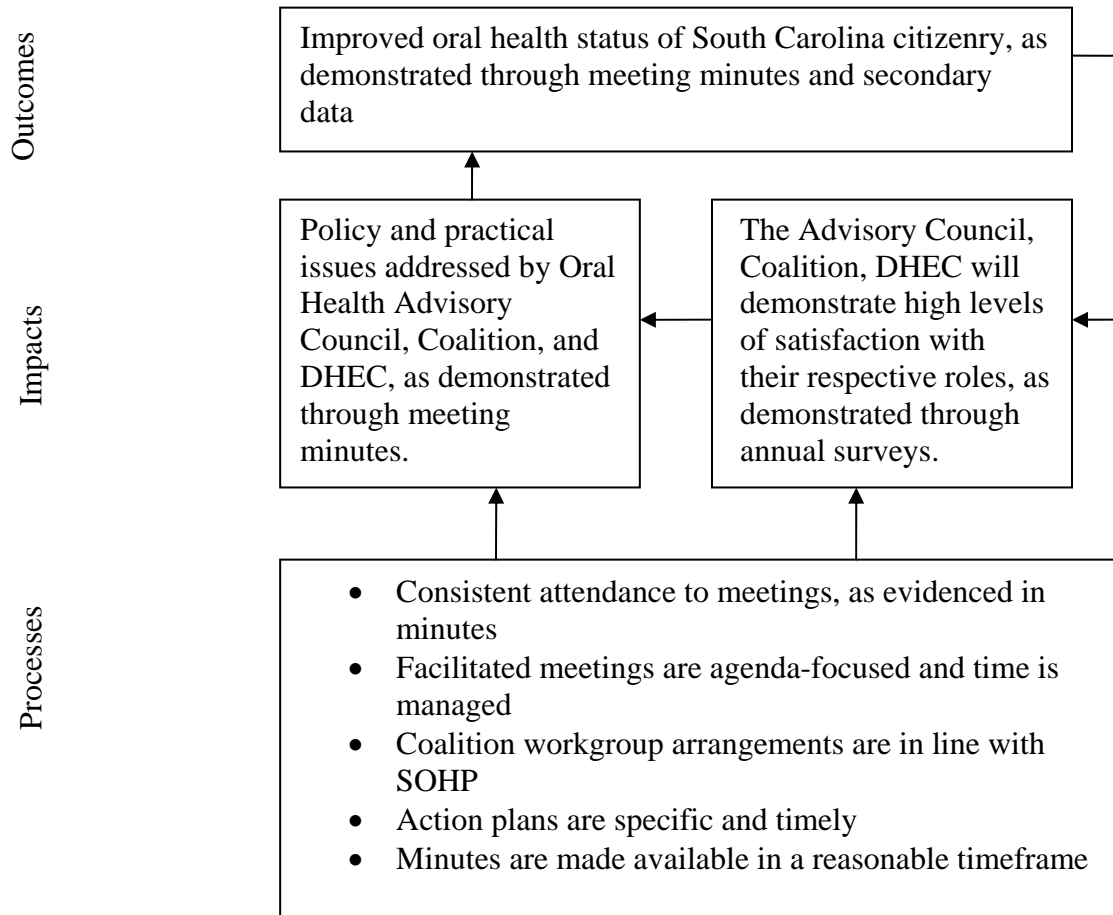 Outcomes
Improved oral health status of South Carolina citizenry, as
demonstrated through meeting minutes and secondary
data
Impacts
Policy and practical
issues addressed by Oral
Health Advisory
Council, Coalition, and
DHEC, as demonstrated
through meeting
minutes.
The Advisory Council,
Coalition, DHEC will
demonstrate high levels
of satisfaction with
their respective roles, as
demonstrated through
annual surveys.
Processes
• Consistent attendance to meetings, as evidenced in
minutes
• Facilitated meetings are agenda-focused and time is
managed
• Coalition workgroup arrangements are in line with
SOHP
• Action plans are specific and timely
• Minutes are made available in a reasonable timeframe